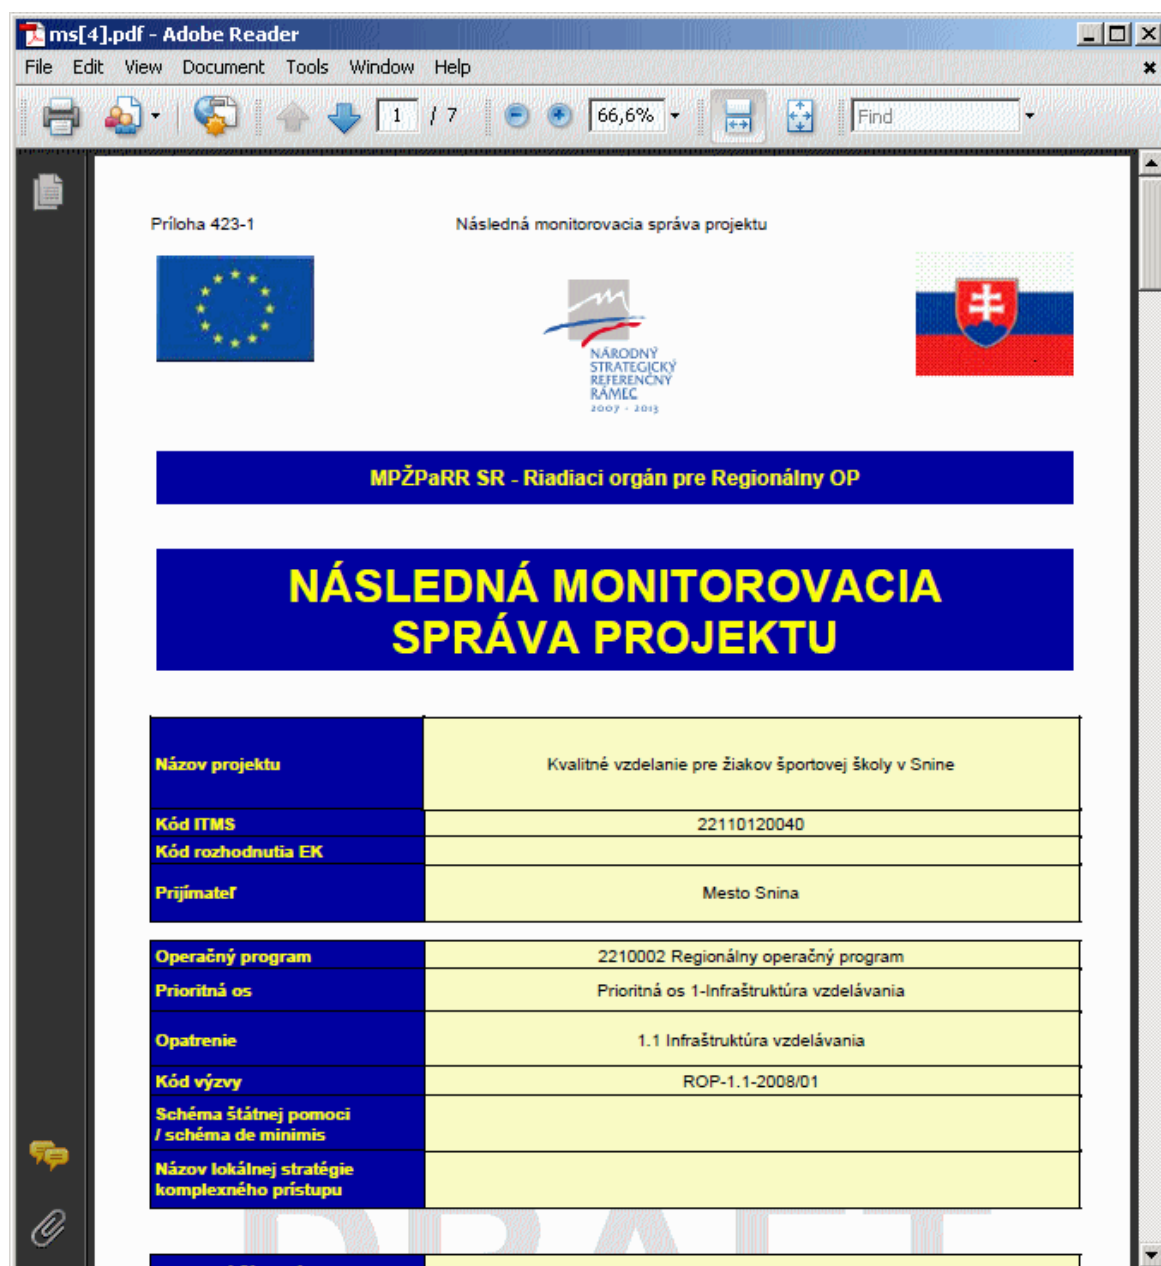 ms[4].pdf - Adobe Reader
File Edit View Document Tools Window Help
1 / 7 66,6% Find
Príloha 423-1 Následná monitorovacia správa projektu
NÁRODNÝ
STRATEGICKÝ
REFERENČNÝ
RÁMEC
2007 - 2013
MPŽPaRR SR - Riadiaci orgán pre Regionálny OP
NÁSLEDNÁ MONITOROVACIA
SPRÁVA PROJEKTU
Názov projektu Kvalitné vzdelanie pre žiakov športovej školy v Snine
Kód ITMS 22110120040
Kód rozhodnutia EK
Prijímateľ Mesto Snina
Operačný program 2210002 Regionálny operačný program
Prioritná os Prioritná os 1-Infraštruktúra vzdelávania
Opatrenie 1.1 Infraštruktúra vzdelávania
Kód výzvy ROP-1.1-2008/01
Schéma štátnej pomoci
/ schéma de minimis
Názov lokálnej stratégie
komplexného prístupu
DRAFT